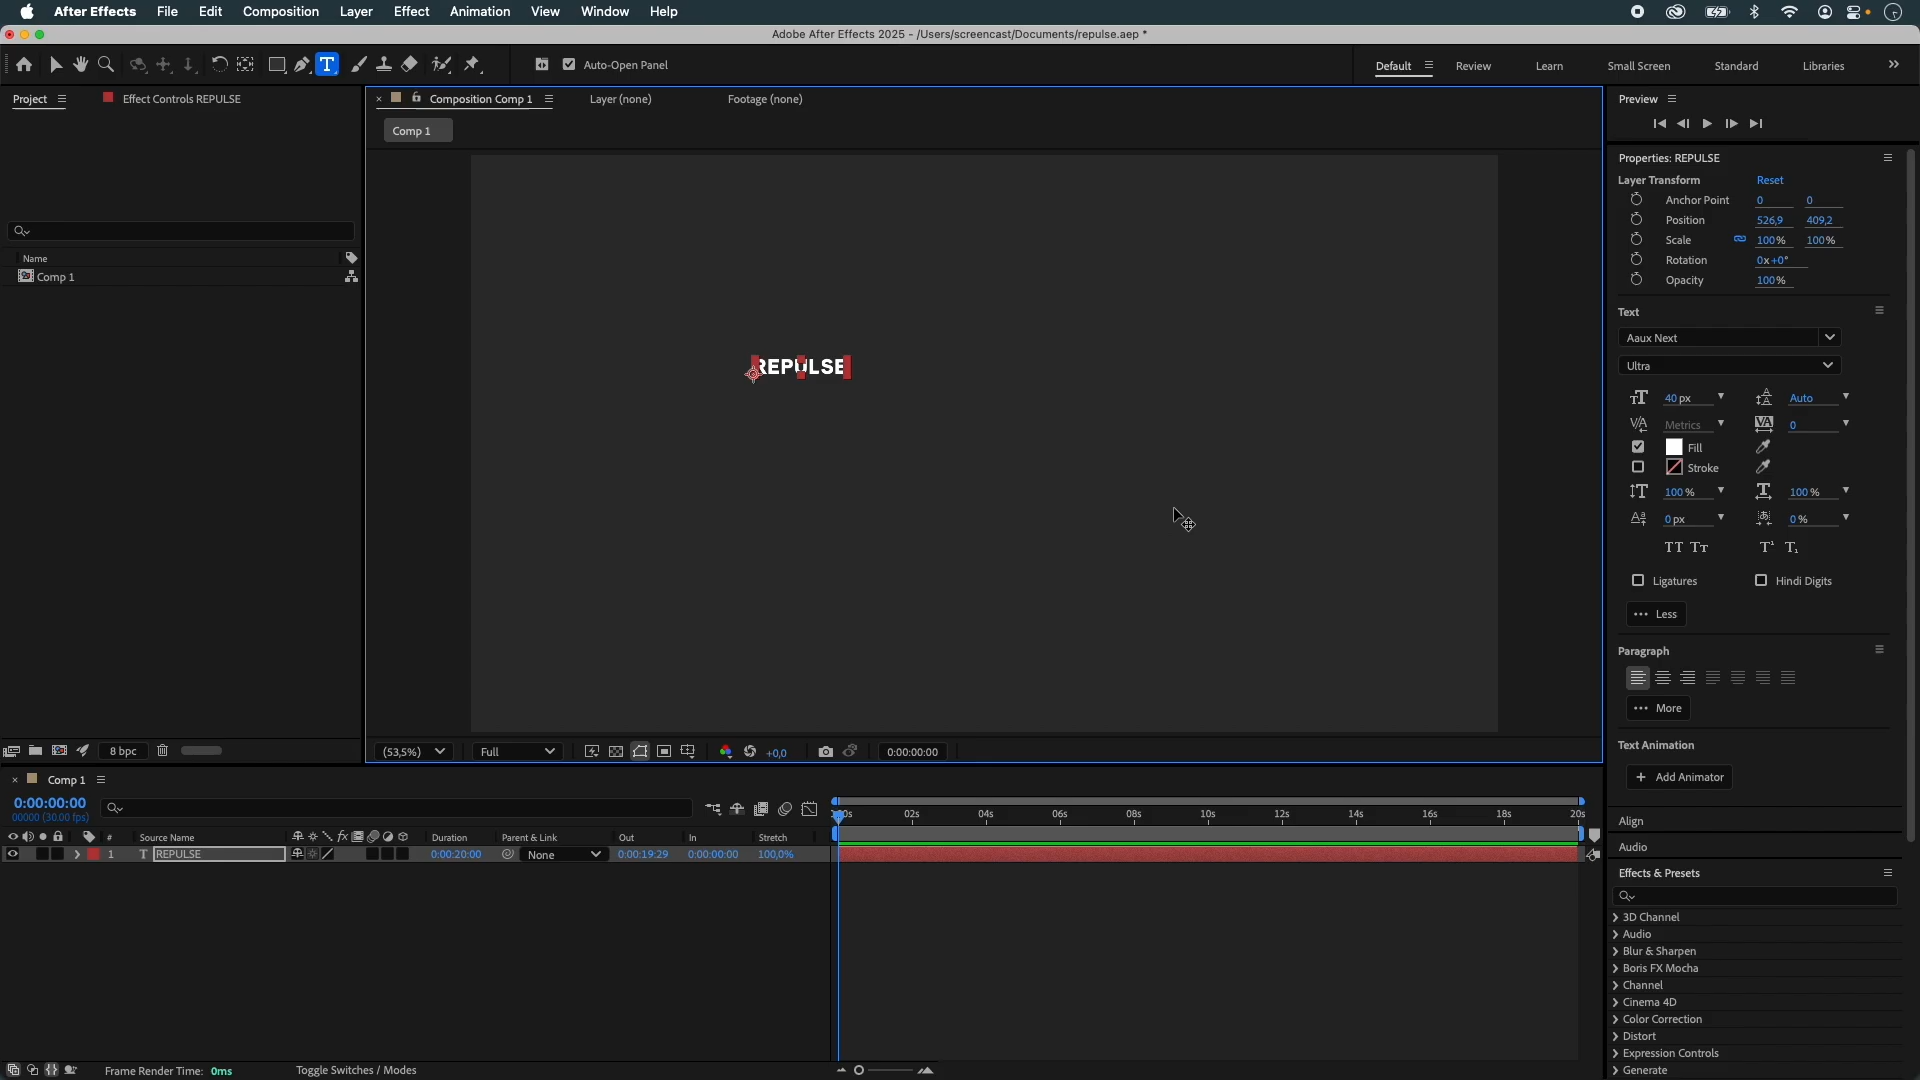 After Effects File Edit Composition Layer Effect Animation View Window Help
Adobe After Effects 2025 - /Users/screencast/Documents/repulse.aep *
Auto-Open Panel
Default Review Learn Small Screen Standard Libraries
Project
Effect Controls REPULSE
Name
Comp 1
8 bpc
Composition Comp 1
Layer (none)
Footage (none)
Comp 1
REPULSE
(53,5%) Full +0,0 0:00:00:00
Preview
Properties: REPULSE
Layer Transform Reset
Anchor Point 0 0
Position 526,9 409,2
Scale 100% 100%
Rotation 0x+0°
Opacity 100%
Text
Aaux Next
Ultra
40 px Auto
Metrics 0
Fill
Stroke
100 % 100 %
0 px 0 %
Ligatures Hindi Digits
Less
Paragraph
More
Text Animation
+ Add Animator
Align
Audio
Effects & Presets
3D Channel
Audio
Blur & Sharpen
Boris FX Mocha
Channel
Cinema 4D
Color Correction
Distort
Expression Controls
Generate
Comp 1
0:00:00:00
00000 (30.00 fps)
# Source Name Duration Parent & Link Out In Stretch
1 T REPULSE 0:00:20:00 None 0:00:19:29 0:00:00:00 100,0%
02s 04s 06s 08s 10s 12s 14s 16s 18s 20s
Frame Render Time: 0ms
Toggle Switches / Modes